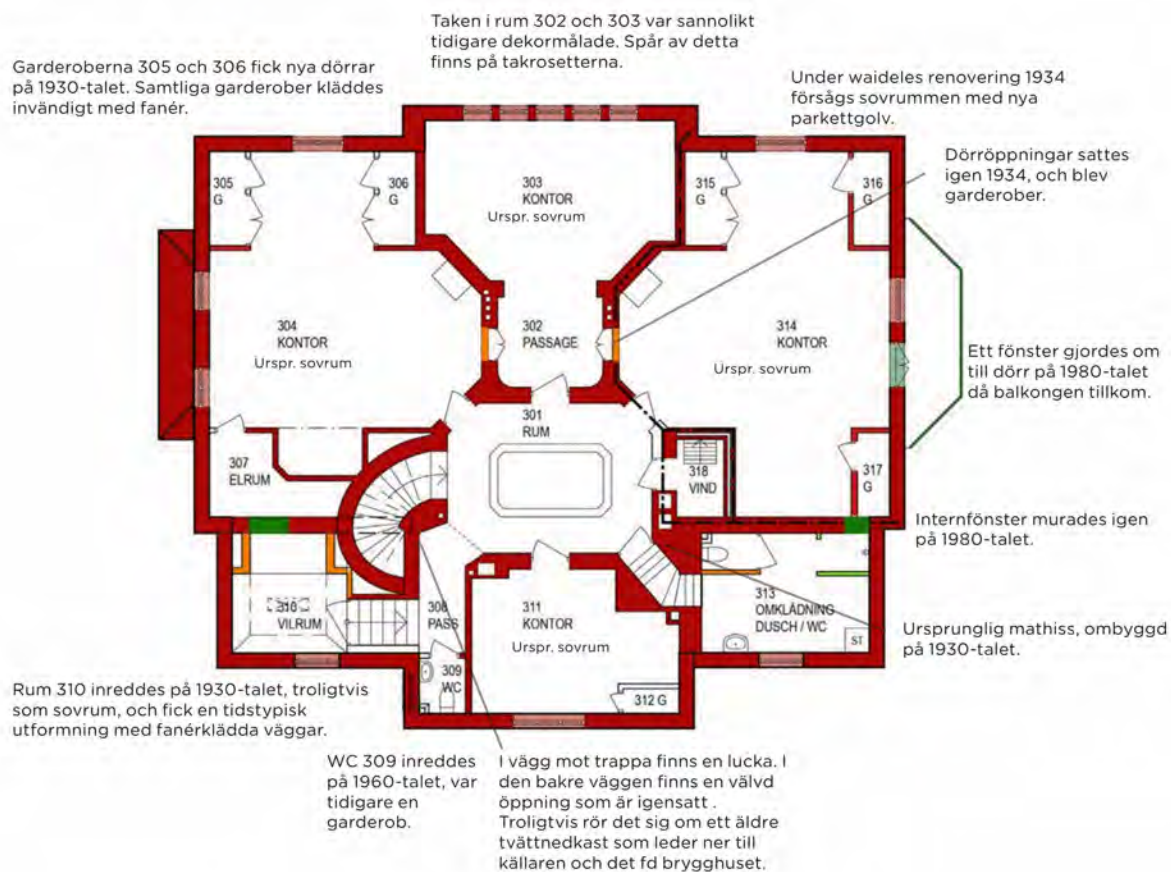 Taken i rum 302 och 303 var sannolikt
tidigare dekormålade. Spår av detta
finns på takrosetterna.
Garderoberna 305 och 306 fick nya dörrar
på 1930-talet. Samtliga garderober kläddes
invändigt med fanér.
Under waideles renovering 1934
försågs sovrummen med nya
parkettgolv.
Dörröppningar sattes
igen 1934, och blev
garderober.
305
G
306
G
303
KONTOR
Urspr. sovrum
315
G
316
G
304
KONTOR
Urspr. sovrum
302
PASSAGE
314
KONTOR
Urspr. sovrum
Ett fönster gjordes om
till dörr på 1980-talet
då balkongen tillkom.
301
RUM
307
ELRUM
318
VIND
317
G
Internfönster murades igen
på 1980-talet.
310
VILRUM
308
PASS
311
KONTOR
Urspr. sovrum
313
OMKLÄDNING
DUSCH / WC
ST
Ursprunglig mathiss, ombyggd
på 1930-talet.
309
WC
312 G
Rum 310 inreddes på 1930-talet, troligtvis
som sovrum, och fick en tidstypisk
utformning med fanérklädda väggar.
WC 309 inreddes
på 1960-talet, var
tidigare en
garderob.
I vägg mot trappa finns en lucka. I
den bakre väggen finns en välvd
öppning som är igensatt .
Troligtvis rör det sig om ett äldre
tvättnedkast som leder ner till
källaren och det fd brygghuset.